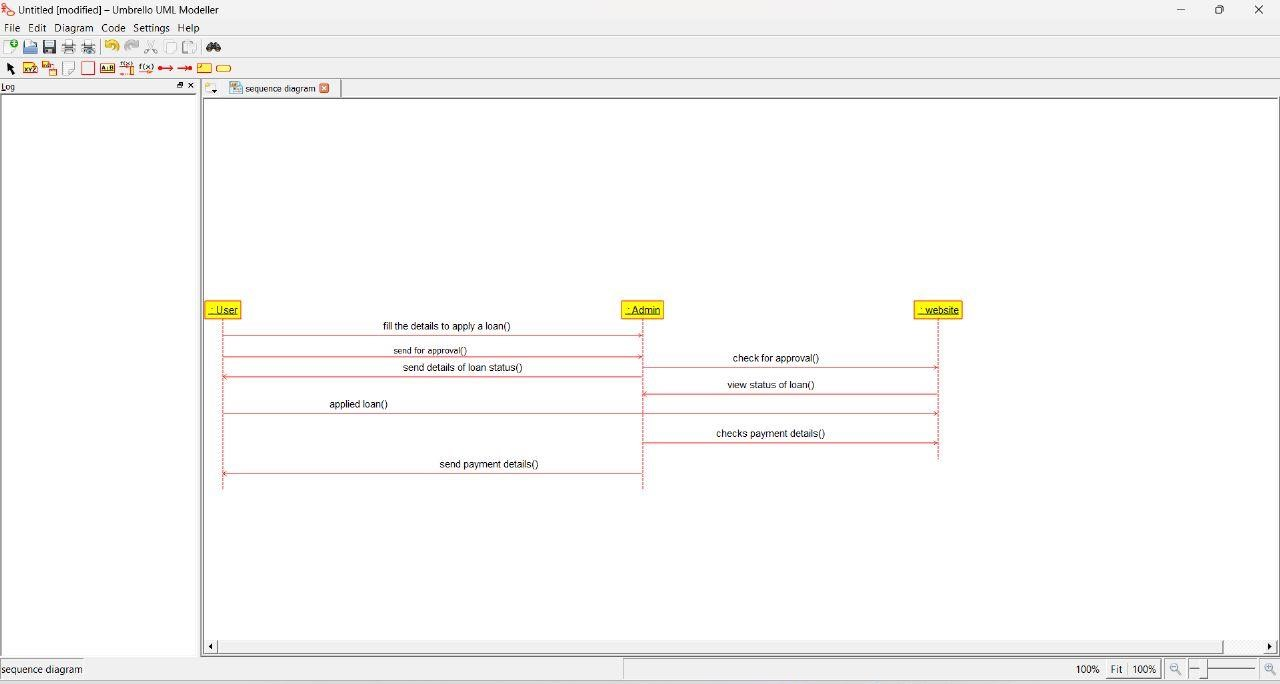 Untitled [modified] – Umbrello UML Modeller
File Edit Diagram Code Settings Help
Log
sequence diagram
: User
: Admin
: website
fill the details to apply a loan()
send for approval()
check for approval()
send details of loan status()
view status of loan()
applied loan()
checks payment details()
send payment details()
sequence diagram
100% Fit 100%